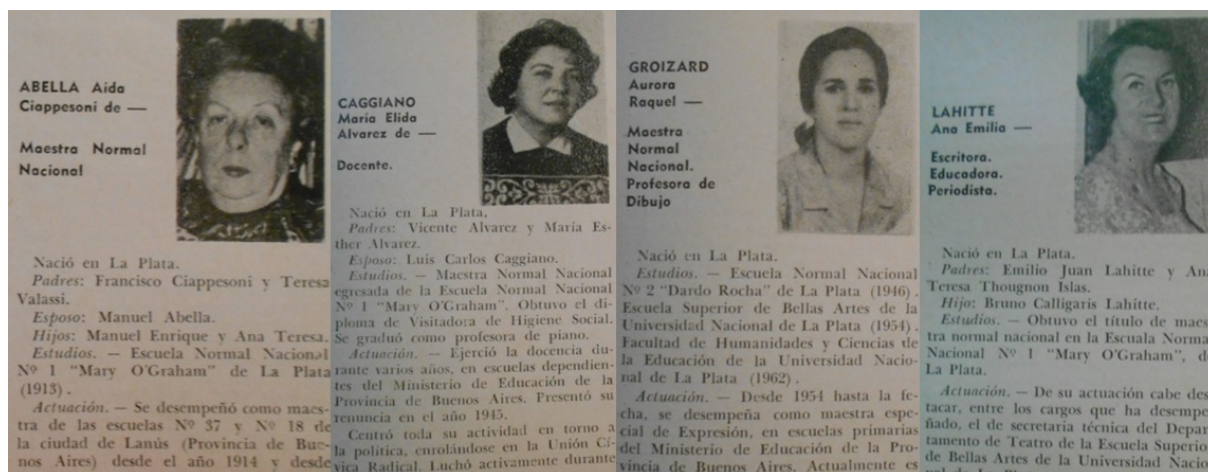 ABELLA Aída
Ciappesoni de —
Maestra Normal
Nacional
Nació en La Plata.
Padres: Francisco Ciappesoni y Teresa
Valassi.
Esposo: Manuel Abella.
Hijos: Manuel Enrique y Ana Teresa.
Estudios. — Escuela Normal Nacional
Nº 1 "Mary O'Graham" de La Plata
(1913).
Actuación. — Se desempeñó como maes-
tra de las escuelas Nº 37 y Nº 18 de
la ciudad de Lanús (Provincia de Bue-
nos Aires) desde el año 1914 y desde
CAGGIANO
María Elida
Alvarez de —
Docente.
Nació en La Plata,
Padres: Vicente Alvarez y María Es-
ther Alvarez.
Esposo: Luis Carlos Caggiano.
Estudios. — Maestra Normal Nacional
egresada de la Escuela Normal Nacional
Nº 1 "Mary O'Graham". Obtuvo el di-
ploma de Visitadora de Higiene Social.
Se graduó como profesora de piano.
Actuación. — Ejerció la docencia du-
rante varios años, en escuelas dependien-
tes del Ministerio de Educación de la
Provincia de Buenos Aires. Presentó su
renuncia en el año 1945.
Centró toda su actividad en torno a
la política, enrolándose en la Unión Cí-
vica Radical. Luchó activamente durante
GROIZARD
Aurora
Raquel —
Maestra
Normal
Nacional.
Profesora de
Dibujo
Nació en La Plata.
Estudios. — Escuela Normal Nacional
Nº 2 "Dardo Rocha" de La Plata (1946).
Escuela Superior de Bellas Artes de la
Universidad Nacional de La Plata (1954).
Facultad de Humanidades y Ciencias de
la Educación de la Universidad Nacio-
nal de La Plata (1962).
Actuación. — Desde 1954 hasta la fe-
cha, se desempeña como maestra espe-
cial de Expresión, en escuelas primarias
del Ministerio de Educación de la Pro-
vincia de Buenos Aires. Actualmente es
LAHITTE
Ana Emilia —
Escritora.
Educadora.
Periodista.
Nació en La Plata.
Padres: Emilio Juan Lahitte y Ana
Teresa Thougnon Islas.
Hijo: Bruno Calligaris Lahitte.
Estudios. — Obtuvo el título de maes-
tra normal nacional en la Escuala Norma
Nacional Nº 1 "Mary O'Graham", de
La Plata.
Actuación. — De su actuación cabe des
tacar, entre los cargos que ha desempe
ñado, el de secretaria técnica del Depar
tamento de Teatro de la Escuela Superio
de Bellas Artes de la Universidad Nacio